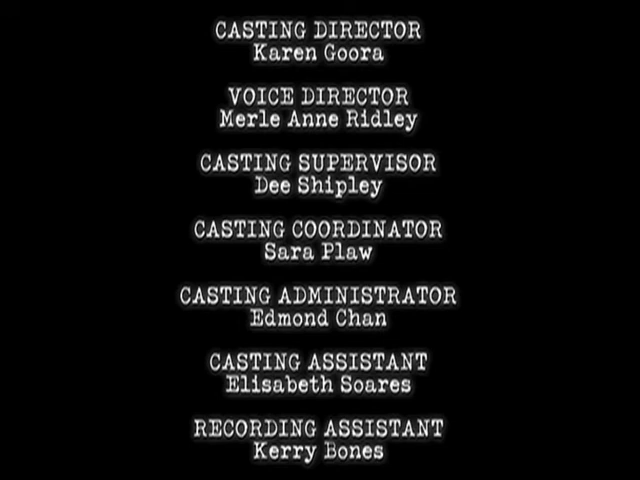 CASTING DIRECTOR
Karen Goora
VOICE DIRECTOR
Merle Anne Ridley
CASTING SUPERVISOR
Dee Shipley
CASTING COORDINATOR
Sara Plaw
CASTING ADMINISTRATOR
Edmond Chan
CASTING ASSISTANT
Elisabeth Soares
RECORDING ASSISTANT
Kerry Bones